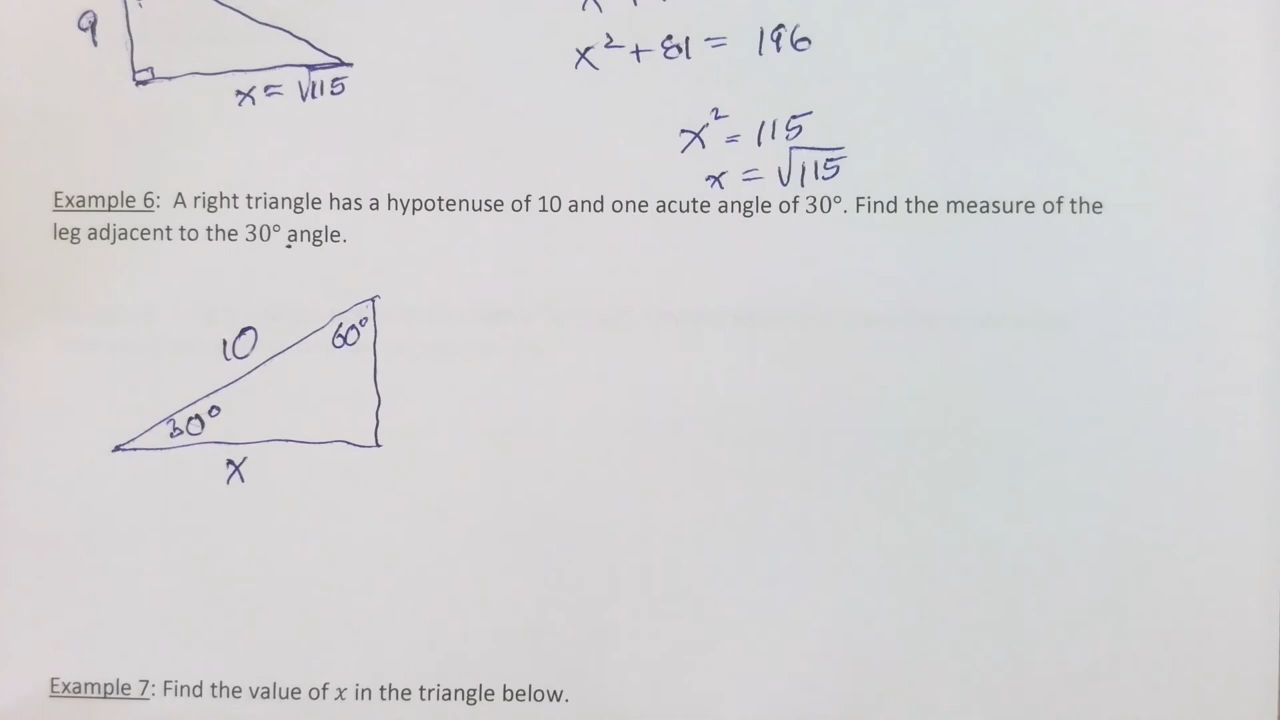 9
x = √115
x² + 81 = 196
x² = 115
x = √115
Example 6: A right triangle has a hypotenuse of 10 and one acute angle of 30°. Find the measure of the
leg adjacent to the 30° angle.
10
60°
30°
x
Example 7: Find the value of x in the triangle below.